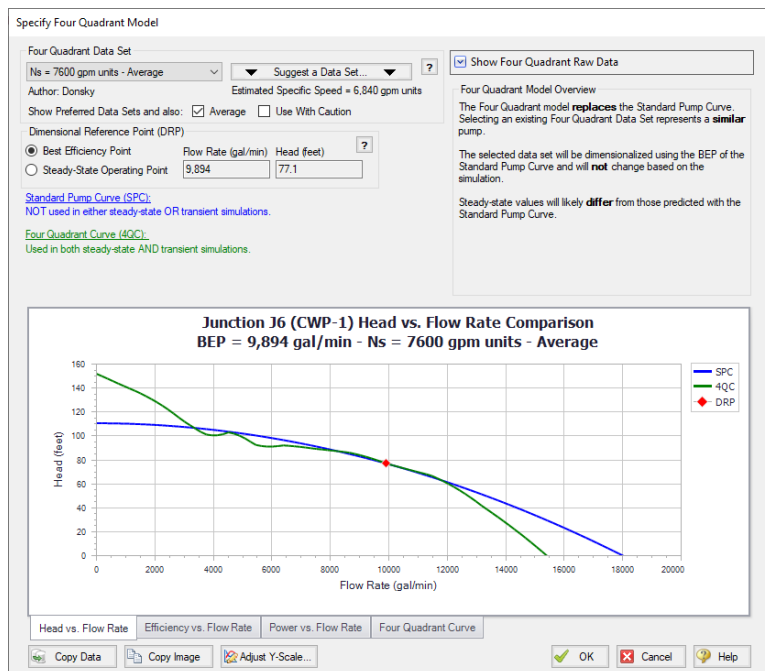 Specify Four Quadrant Model
Four Quadrant Data Set
Ns = 7600 gpm units - Average
Suggest a Data Set...
?
Author: Donsky
Estimated Specific Speed = 6,840 gpm units
Show Preferred Data Sets and also:
Average
Use With Caution
Dimensional Reference Point (DRP)
Best Efficiency Point
Flow Rate (gal/min)
Head (feet)
?
Steady-State Operating Point
9,894
77.1
Standard Pump Curve (SPC):
NOT used in either steady-state OR transient simulations.
Four Quadrant Curve (4QC):
Used in both steady-state AND transient simulations.
Show Four Quadrant Raw Data
Four Quadrant Model Overview
The Four Quadrant model replaces the Standard Pump Curve.
Selecting an existing Four Quadrant Data Set represents a similar
pump.
The selected data set will be dimensionalized using the BEP of the
Standard Pump Curve and will not change based on the
simulation.
Steady-state values will likely differ from those predicted with the
Standard Pump Curve.
Junction J6 (CWP-1) Head vs. Flow Rate Comparison
BEP = 9,894 gal/min - Ns = 7600 gpm units - Average
160
140
120
100
80
60
40
20
0
Head (feet)
0
2000
4000
6000
8000
10000
12000
14000
16000
18000
20000
Flow Rate (gal/min)
SPC
4QC
DRP
Head vs. Flow Rate
Efficiency vs. Flow Rate
Power vs. Flow Rate
Four Quadrant Curve
Copy Data
Copy Image
Adjust Y-Scale...
OK
Cancel
Help